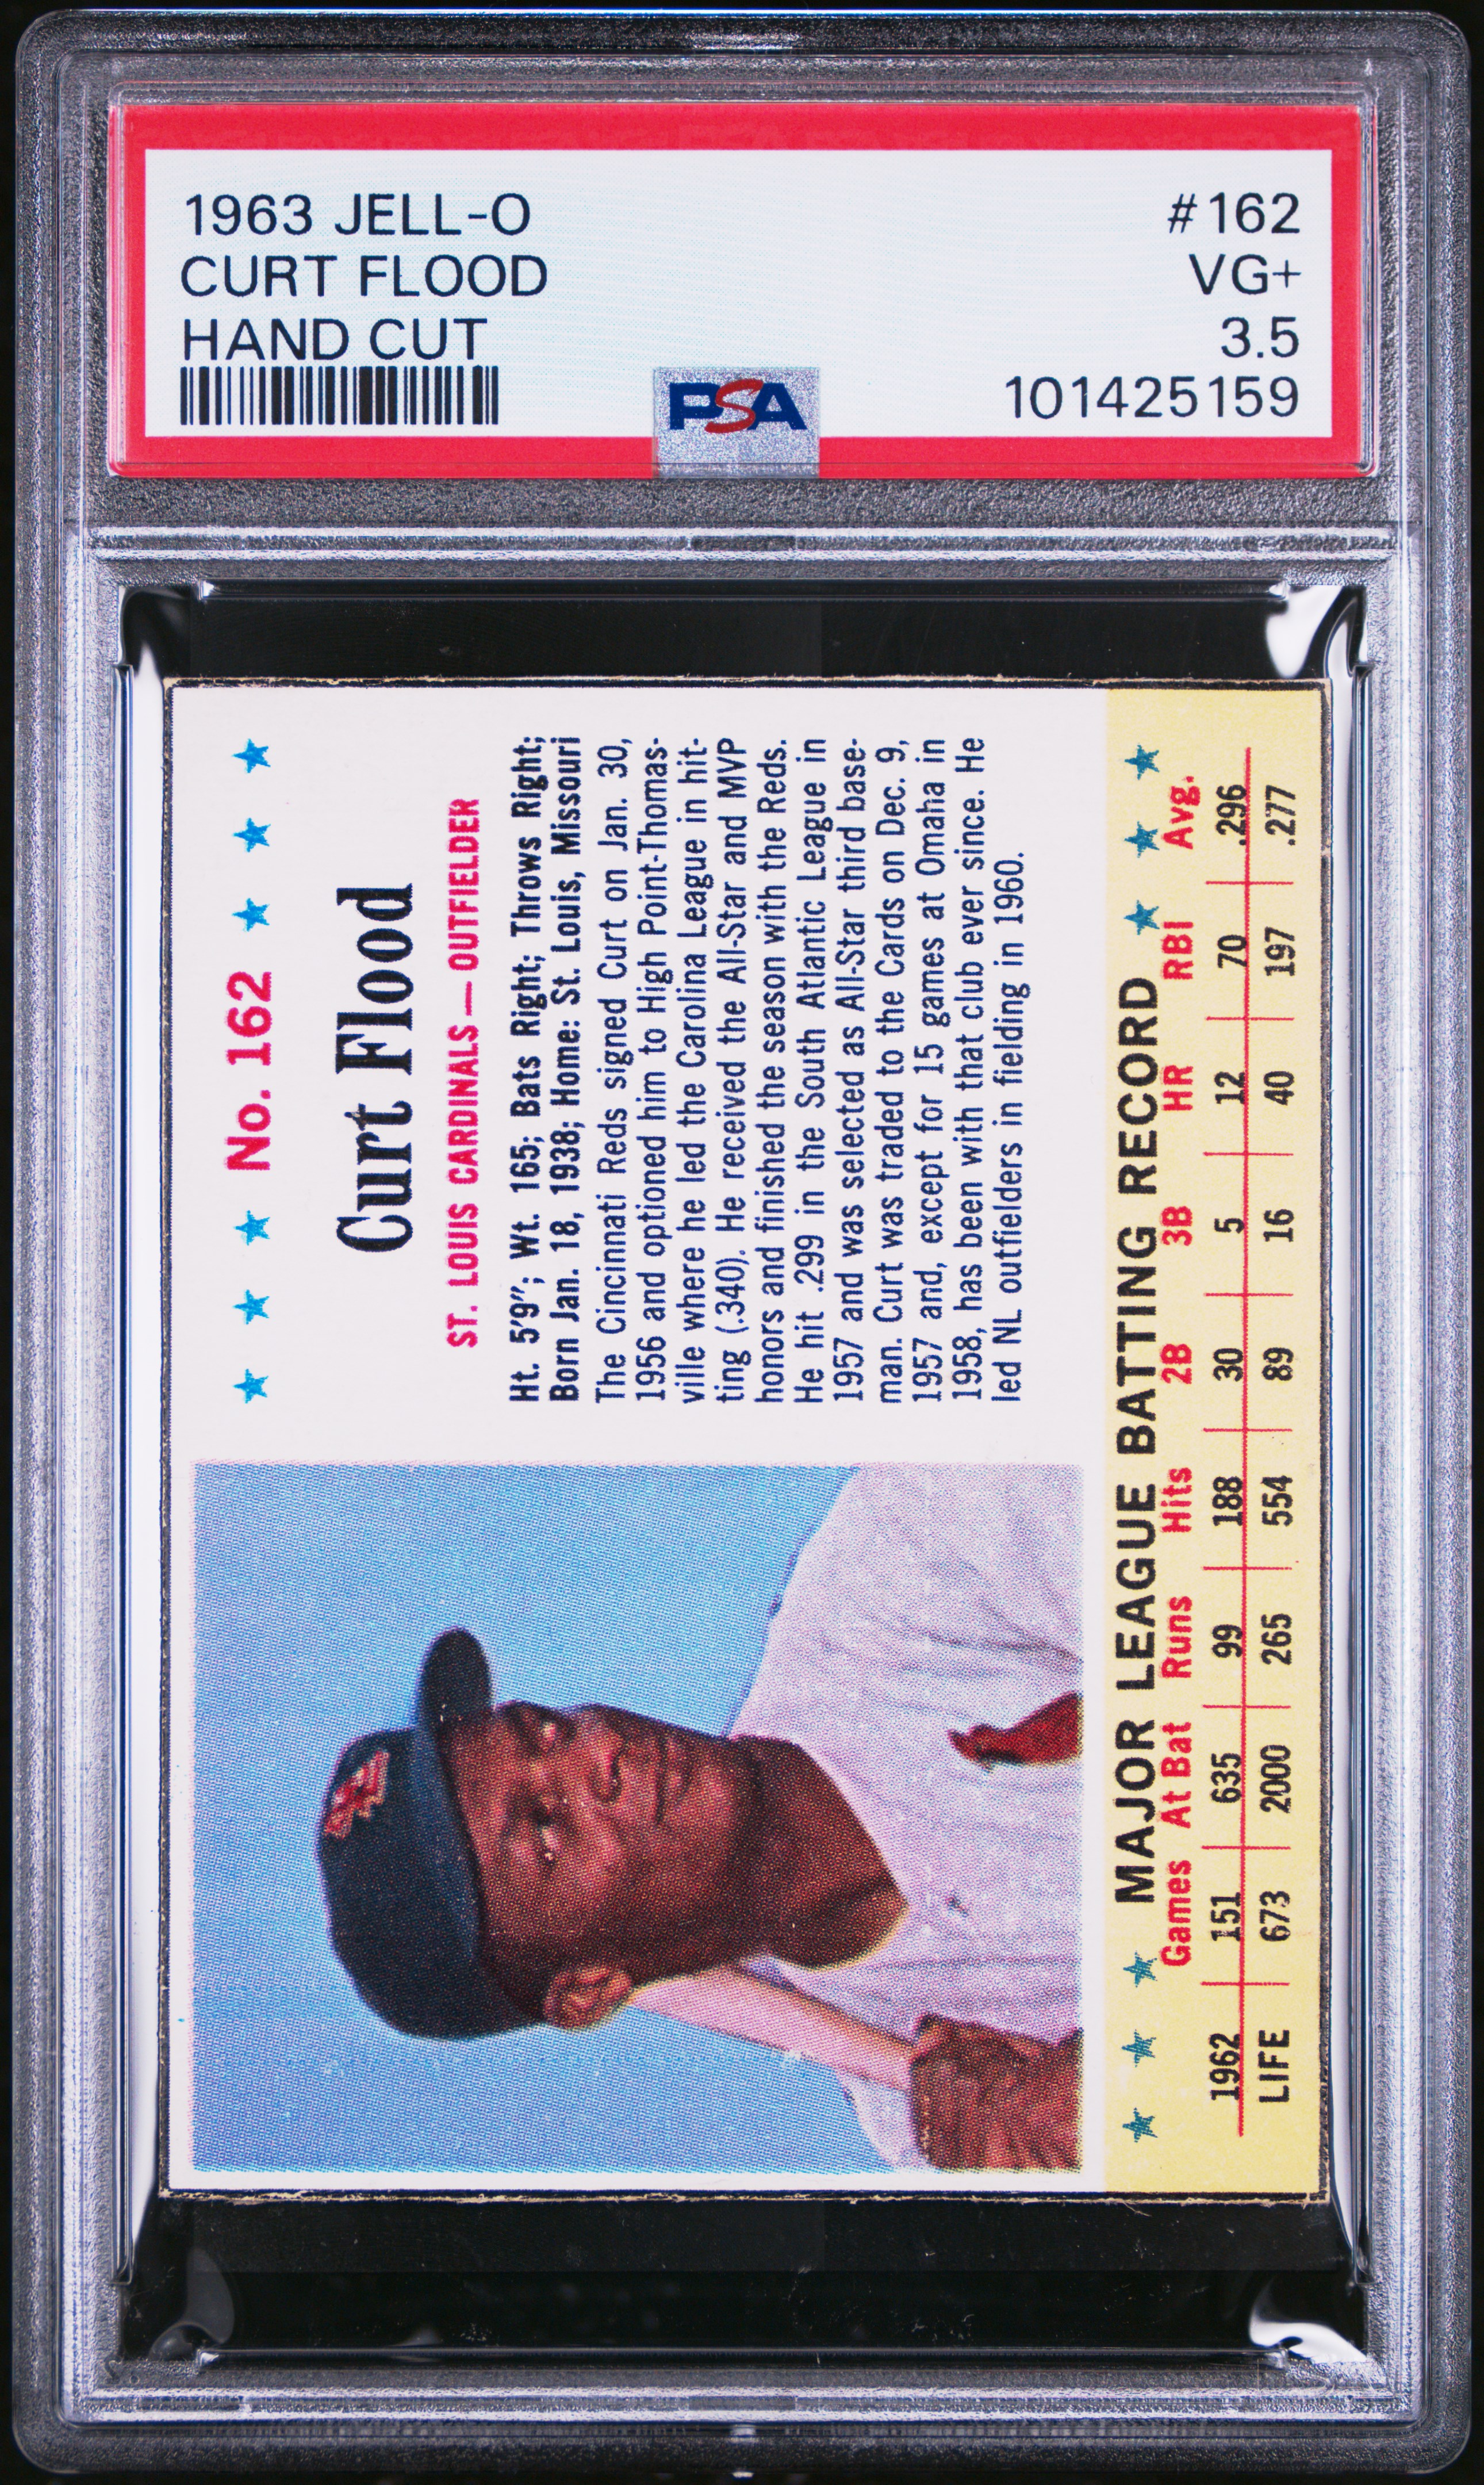 1963 JELL-O #162
CURT FLOOD VG+
HAND CUT 3.5
PSA 101425159
No. 162
Curt Flood
ST. LOUIS CARDINALS—OUTFIELDER
Ht. 5'9"; Wt. 165; Bats Right; Throws Right;
Born Jan. 18, 1938; Home: St. Louis, Missouri
The Cincinnati Reds signed Curt on Jan. 30,
1956 and optioned him to High Point-Thomas-
ville where he led the Carolina League in hit-
ting (.340). He received the All-Star and MVP
honors and finished the season with the Reds.
He hit .299 in the South Atlantic League in
1957 and was selected as All-Star third base-
man. Curt was traded to the Cards on Dec. 9,
1957 and, except for 15 games at Omaha in
1958, has been with that club ever since. He
led NL outfielders in fielding in 1960.
MAJOR LEAGUE BATTING RECORD
Games At Bat Runs Hits 2B 3B HR RBI Avg.
1962 151 635 99 188 30 5 12 70 .296
LIFE 673 2000 265 554 89 16 40 197 .277